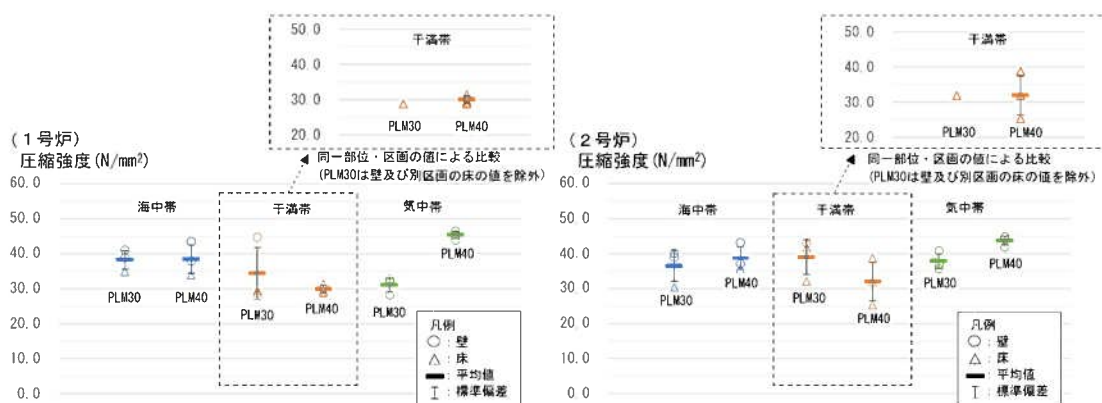 干満帯
50.0
40.0
30.0
20.0
PLM30 PLM40
(1号炉)
圧縮強度(N/mm²)
同一部位・区画の値による比較
(PLM30は壁及び別区画の床の値を除外)
60.0
50.0
40.0
30.0
20.0
10.0
0.0
海中帯 干満帯 気中帯
PLM30 PLM40 PLM30 PLM40 PLM30 PLM40
凡例
○ : 壁
△ : 床
: 平均値
: 標準偏差
干満帯
50.0
40.0
30.0
20.0
PLM30 PLM40
(2号炉)
圧縮強度(N/mm²)
同一部位・区画の値による比較
(PLM30は壁及び別区画の床の値を除外)
60.0
50.0
40.0
30.0
20.0
10.0
0.0
海中帯 干満帯 気中帯
PLM30 PLM40 PLM30 PLM40 PLM30 PLM40
凡例
○ : 壁
△ : 床
: 平均値
: 標準偏差